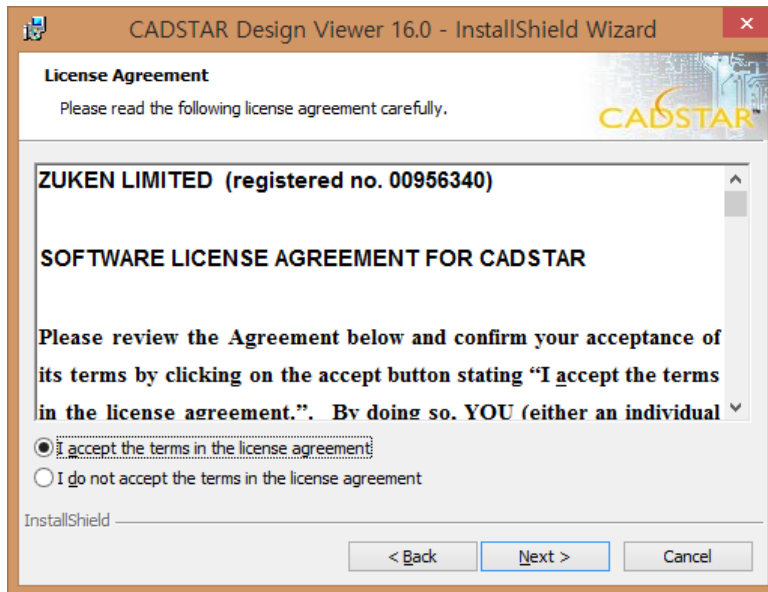 CADSTAR Design Viewer 16.0 - InstallShield Wizard
License Agreement
Please read the following license agreement carefully.
CADSTAR™
ZUKEN LIMITED (registered no. 00956340)
SOFTWARE LICENSE AGREEMENT FOR CADSTAR
Please review the Agreement below and confirm your acceptance of
its terms by clicking on the accept button stating “I accept the terms
in the license agreement.”. By doing so, YOU (either an individual
I accept the terms in the license agreement
I do not accept the terms in the license agreement
InstallShield
< Back
Next >
Cancel